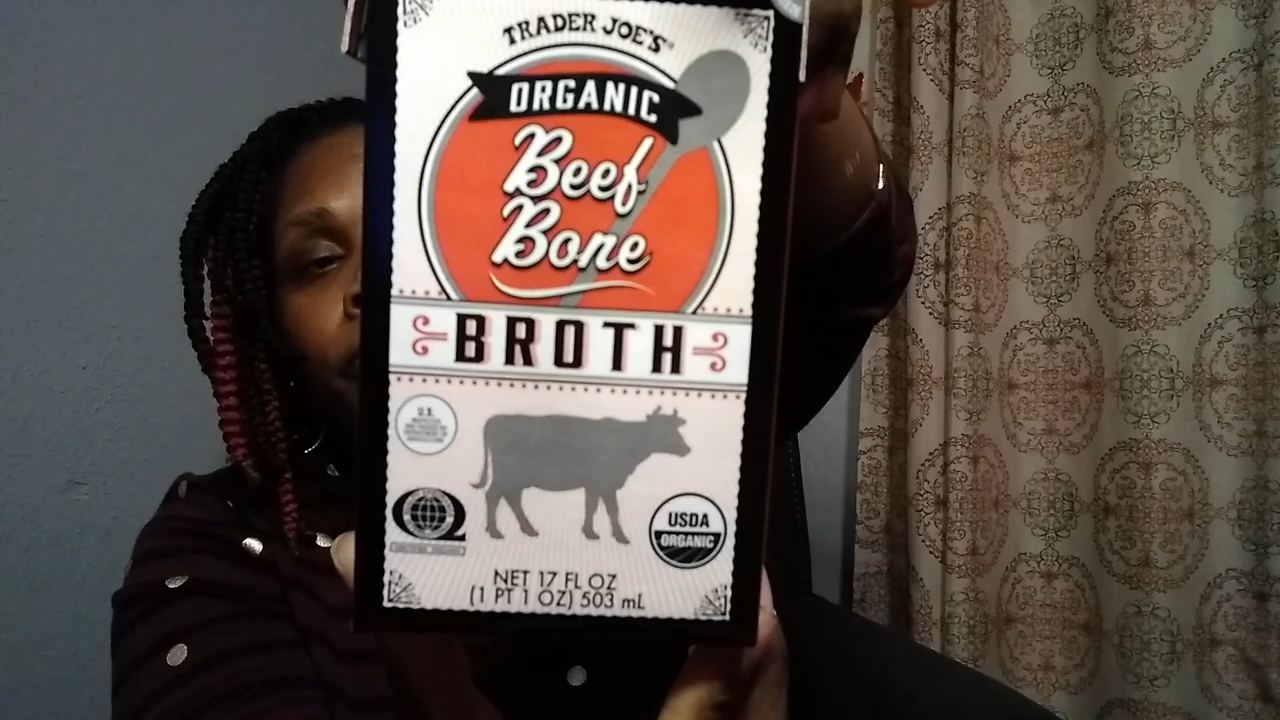 TRADER JOE'S
ORGANIC
Beef
Bone
BROTH
U.S.
USDA
ORGANIC
NET 17 FL OZ
(1 PT 1 OZ) 503 mL